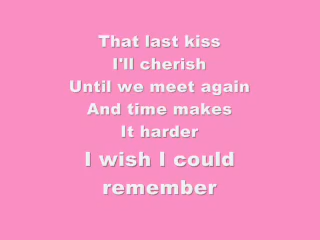 That last kiss
I'll cherish
Until we meet again
And time makes
It harder
I wish I could
remember